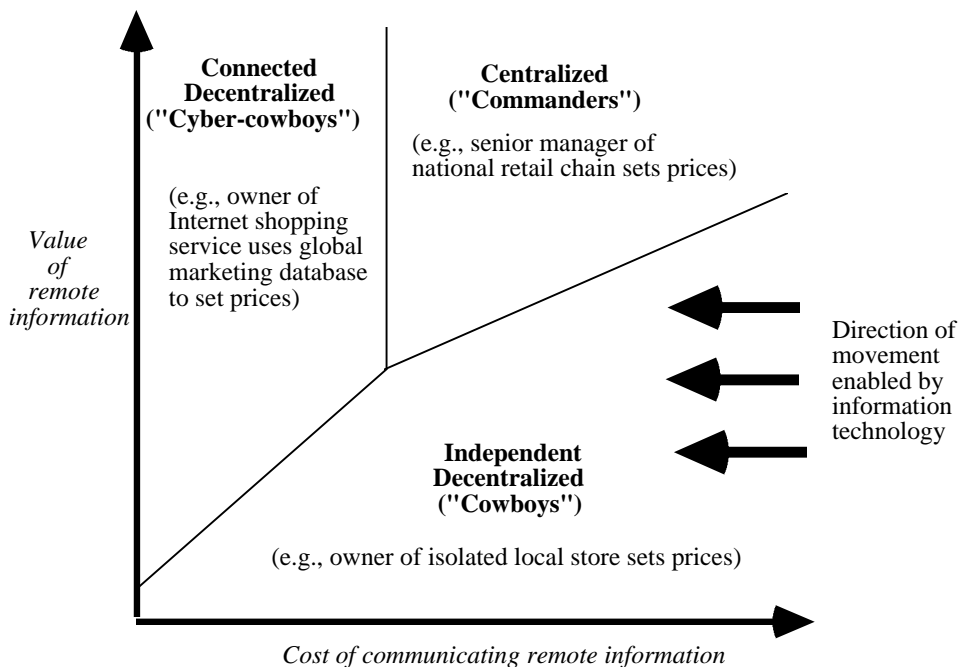 Connected
Decentralized
("Cyber-cowboys")
(e.g., owner of
Internet shopping
service uses global
marketing database
to set prices)
Centralized
("Commanders")
(e.g., senior manager of
national retail chain sets prices)
Value
of
remote
information
Direction of
movement
enabled by
information
technology
Independent
Decentralized
("Cowboys")
(e.g., owner of isolated local store sets prices)
Cost of communicating remote information